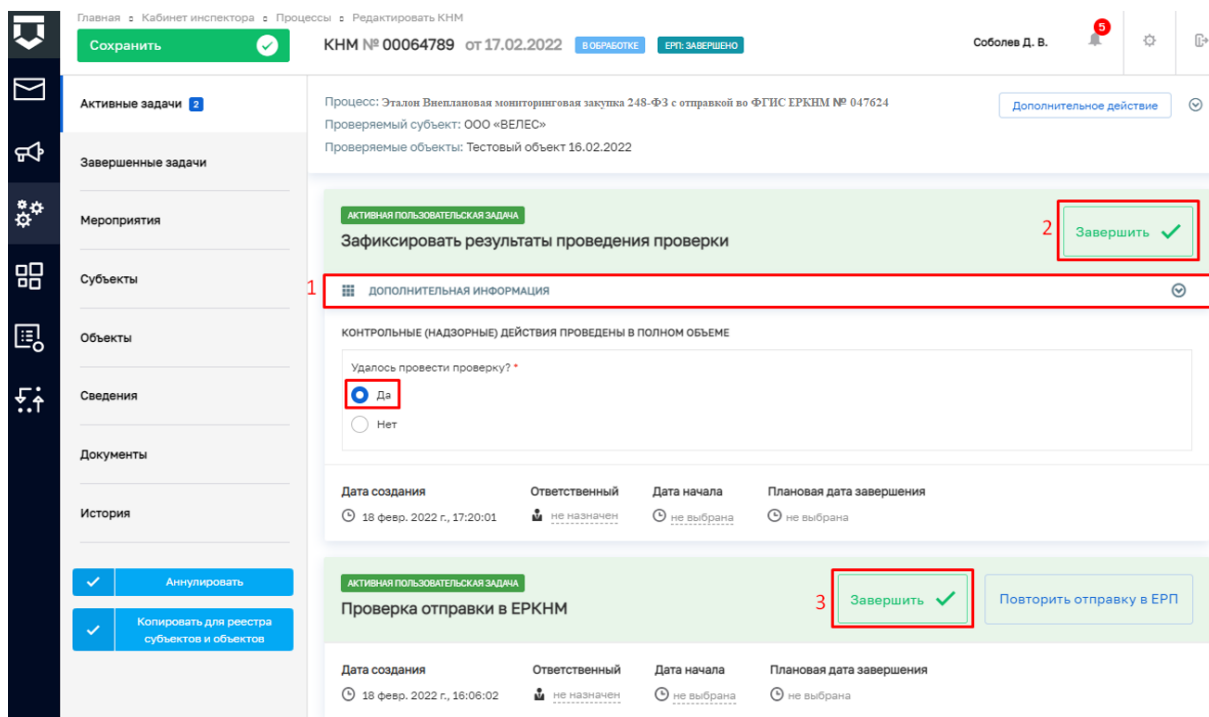 Главная Кабинет инспектора Процессы Редактировать КНМ
Сохранить
КНМ № 00064789 от 17.02.2022 В ОБРАБОТКЕ ЕРП: ЗАВЕРШЕНО
Соболев Д. В.
5
Активные задачи 2
Завершенные задачи
Мероприятия
Субъекты
Объекты
Сведения
Документы
История
Аннулировать
Копировать для реестра
субъектов и объектов
Процесс: Эталон Внеплановая мониторинговая закупка 248-ФЗ с отправкой во ФГИС ЕРКНМ № 047624
Дополнительное действие
Проверяемый субъект: ООО «ВЕЛЕС»
Проверяемые объекты: Тестовый объект 16.02.2022
АКТИВНАЯ ПОЛЬЗОВАТЕЛЬСКАЯ ЗАДАЧА
Зафиксировать результаты проведения проверки
2 Завершить
1 ДОПОЛНИТЕЛЬНАЯ ИНФОРМАЦИЯ
КОНТРОЛЬНЫЕ (НАДЗОРНЫЕ) ДЕЙСТВИЯ ПРОВЕДЕНЫ В ПОЛНОМ ОБЪЕМЕ
Удалось провести проверку? *
Да
Нет
Дата создания Ответственный Дата начала Плановая дата завершения
18 февр. 2022 г., 17:20:01 не назначен не выбрана не выбрана
АКТИВНАЯ ПОЛЬЗОВАТЕЛЬСКАЯ ЗАДАЧА
Проверка отправки в ЕРКНМ
3 Завершить Повторить отправку в ЕРП
Дата создания Ответственный Дата начала Плановая дата завершения
18 февр. 2022 г., 16:06:02 не назначен не выбрана не выбрана